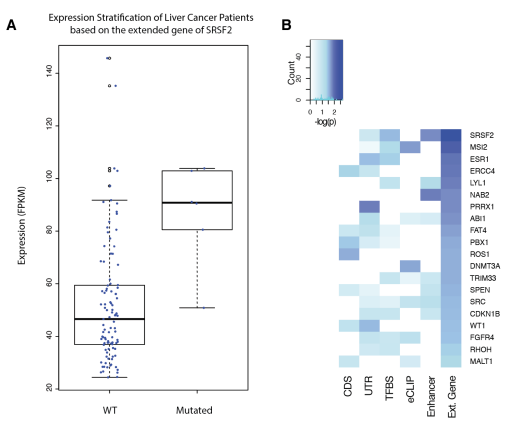 A
Expression Stratification of Liver Cancer Patients
based on the extended gene of SRSF2
Expression (FPKM)
140
120
100
80
60
40
20
WT
Mutated
B
Count
40
20
0
0 1 2
-log(p)
SRSF2
MSI2
ESR1
ERCC4
LYL1
NAB2
PRRX1
ABI1
FAT4
PBX1
ROS1
DNMT3A
TRIM33
SPEN
SRC
CDKN1B
WT1
FGFR4
RHOH
MALT1
CDS
UTR
TFBS
eCLIP
Enhancer
Ext. Gene